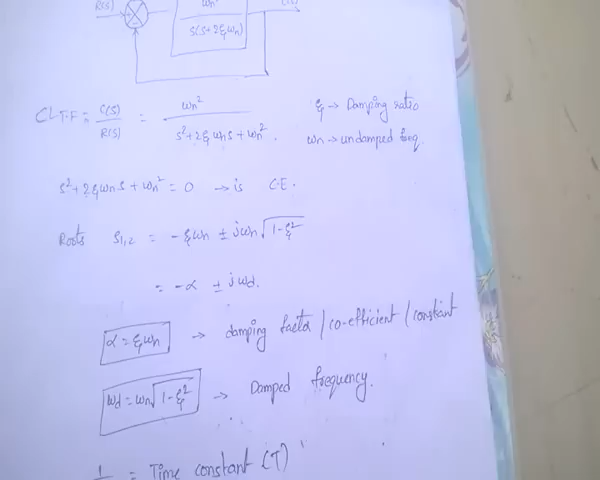 R(s) ωn² C(s)
s(s+2ξωn)
CLTF = C(s)/R(s) = ωn² / s²+2ξωns+ωn². ξ → Damping ratio
ωn → undamped freq.
s²+2ξωns+ωn² = 0 → is C.E.
Roots s1,2 = -ξωn ± jωn√1-ξ²
= -α ± jωd.
α = ξωn → damping factor / co-efficient / constant
ωd = ωn√1-ξ² → Damped frequency.
1 = Time constant (T)